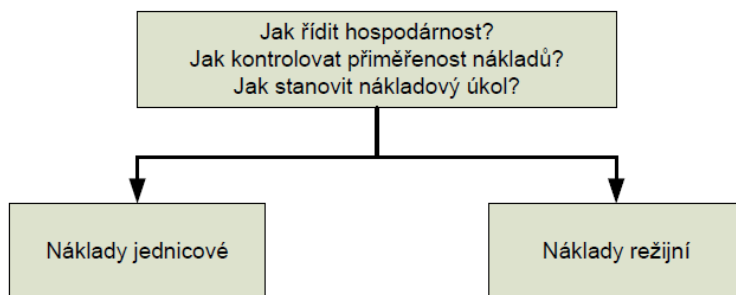 Jak řídit hospodárnost?
Jak kontrolovat přiměřenost nákladů?
Jak stanovit nákladový úkol?
Náklady jednicové
Náklady režijní